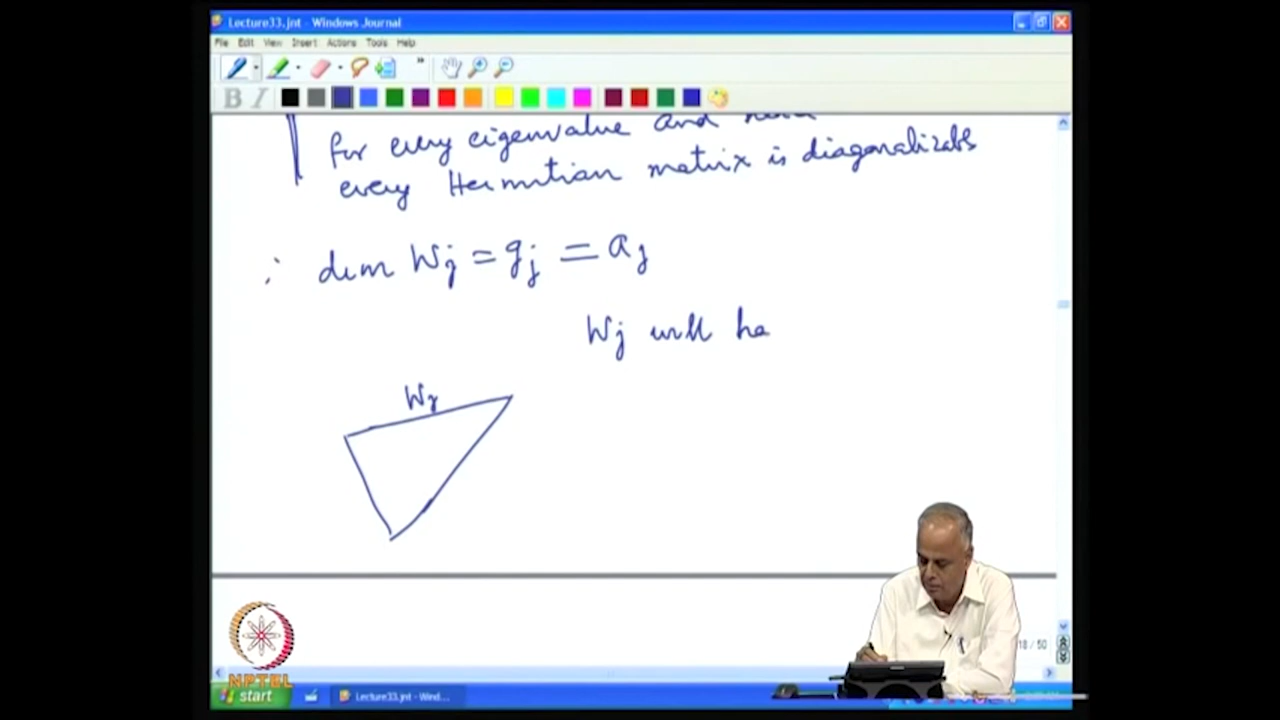 Lecture33.jnt - Windows Journal
File Edit View Insert Actions Tools Help
B I
for every eigenvalue and
every Hermitian matrix is diagonalizable
∴ dim Wj = gj = aj
Wj will ha
Wj
18 / 50
NPTEL
start Lecture33.jnt - Wind...